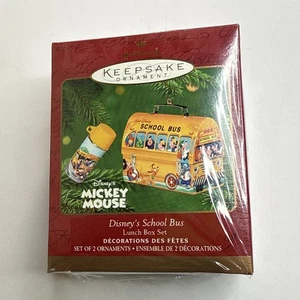 KEEPSAKE
ORNAMENT
SCHOOL BUS
DISNEY'S
MICKEY
MOUSE
Disney's School Bus
Lunch Box Set
DÉCORATIONS DES FÊTES
SET OF 2 ORNAMENTS • ENSEMBLE DE 2 DÉCORATIONS